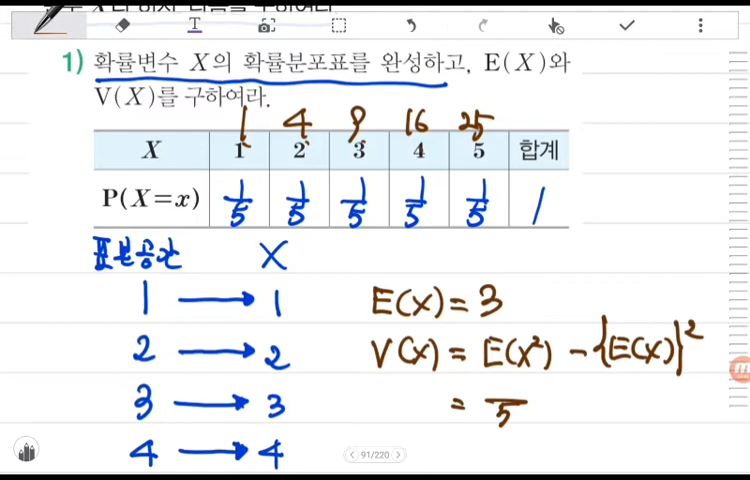 1) 확률변수 X의 확률분포표를 완성하고, E(X)와
V(X)를 구하여라.
1 4 9 16 25
X 1 2 3 4 5 합계
P(X=x) 1/5 1/5 1/5 1/5 1/5 1
표본공간 X
1 → 1
E(X) = 3
2 → 2
V(X) = E(X²) - {E(X)}²
3 → 3
= /5
4 → 4
91/220